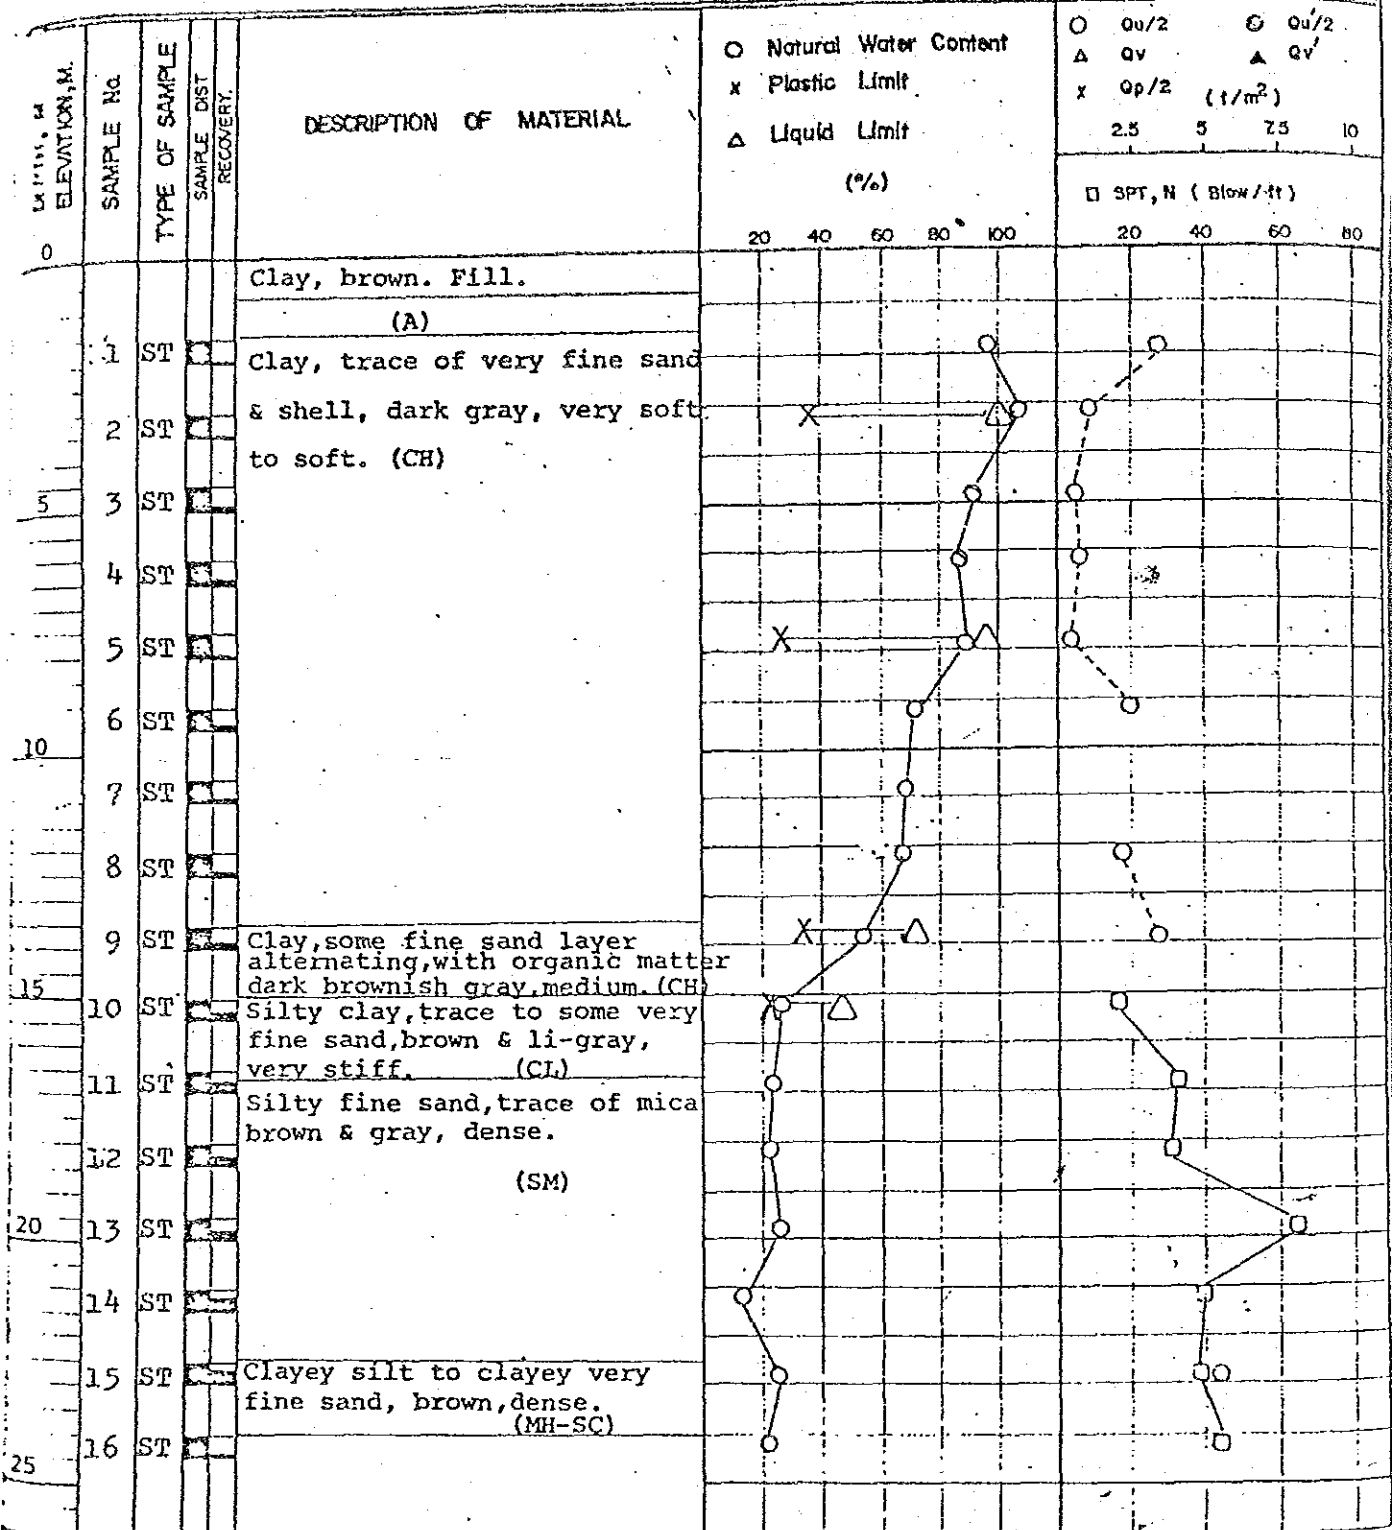 ELEVATION,M.
SAMPLE No.
TYPE OF SAMPLE
SAMPLE DIST
RECOVERY.
DESCRIPTION OF MATERIAL
O Natural Water Content
x Plastic Limit
△ Liquid Limit
(%)
20 40 60 80 100
O Qu/2
Qu'/2
△ Qv
▲ Qv'
x Qp/2 (t/m²)
2.5 5 7.5 10
□ SPT, N (Blow/ft)
20 40 60 80
0
Clay, brown. Fill.
(A)
1 ST
Clay, trace of very fine sand
& shell, dark gray, very soft
to soft. (CH)
2 ST
5
3 ST
4 ST
5 ST
6 ST
10
7 ST
8 ST
9 ST
Clay,some fine sand layer
alternating,with organic matter
dark brownish gray,medium.(CH)
15
10 ST
Silty clay,trace to some very
fine sand,brown & li-gray,
very stiff. (CL)
11 ST
Silty fine sand,trace of mica
brown & gray, dense.
(SM)
12 ST
20
13 ST
14 ST
15 ST
Clayey silt to clayey very
fine sand, brown,dense.
(MH-SC)
16 ST
25